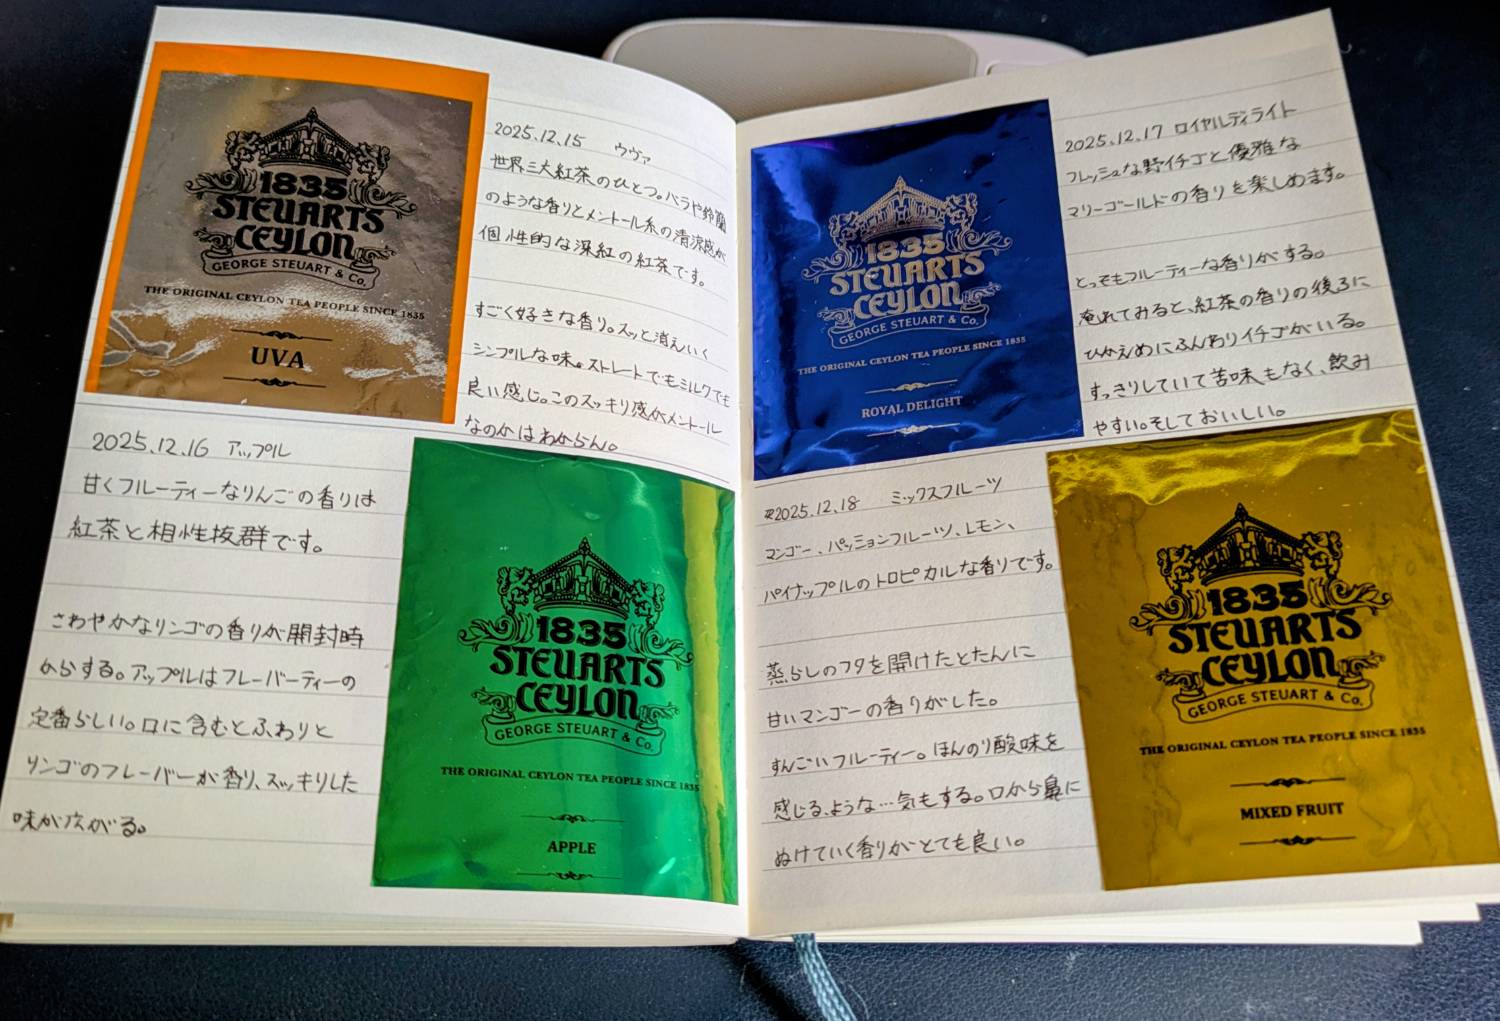 1835
STEUARTS
CEYLON
GEORGE STEUART & Co.
THE ORIGINAL CEYLON TEA PEOPLE SINCE 1835
UVA
2025.12.15 ウヴァ
世界三大紅茶のひとつ。バラや鈴蘭
のような香りとメントール系の清涼感が
個性的な深紅の紅茶です。
すごく好きな香り。スッと消えいく
シンプルな味。ストレートでもミルクでも
良い感じ。このスッキリ感がメントール
なのかはわからん。
2025.12.16 アップル
甘くフルーティーなりんごの香りは
紅茶と相性抜群です。
さわやかなリンゴの香りが開封時
からする。アップルはフレーバーティーの
定番らしい。口に含むとふわりと
リンゴのフレーバーが香り、スッキリした
味が広がる。
1835
STEUARTS
CEYLON
GEORGE STEUART & Co.
THE ORIGINAL CEYLON TEA PEOPLE SINCE 1835
APPLE
1835
STEUARTS
CEYLON
GEORGE STEUART & Co.
THE ORIGINAL CEYLON TEA PEOPLE SINCE 1835
ROYAL DELIGHT
2025.12.17 ロイヤルディライト
フレッシュな野イチゴと優雅な
マリーゴールドの香りを楽しめます。
とってもフルーティーな香りがする。
淹れてみると、紅茶の香りの後ろに
ひかえめにふんわりイチゴがいる。
すっきりしていて苦味もなく、飲み
やすい。そしておいしい。
2025.12.18 ミックスフルーツ
マンゴー、パッションフルーツ、レモン、
パイナップルのトロピカルな香りです。
蒸らしのフタを開けたとたんに
甘いマンゴーの香りがした。
すんごいフルーティー。ほんのり酸味を
感じる、ような…気もする。口から鼻に
ぬけていく香りがとても良い。
1835
STEUARTS
CEYLON
GEORGE STEUART & Co.
THE ORIGINAL CEYLON TEA PEOPLE SINCE 1835
MIXED FRUIT